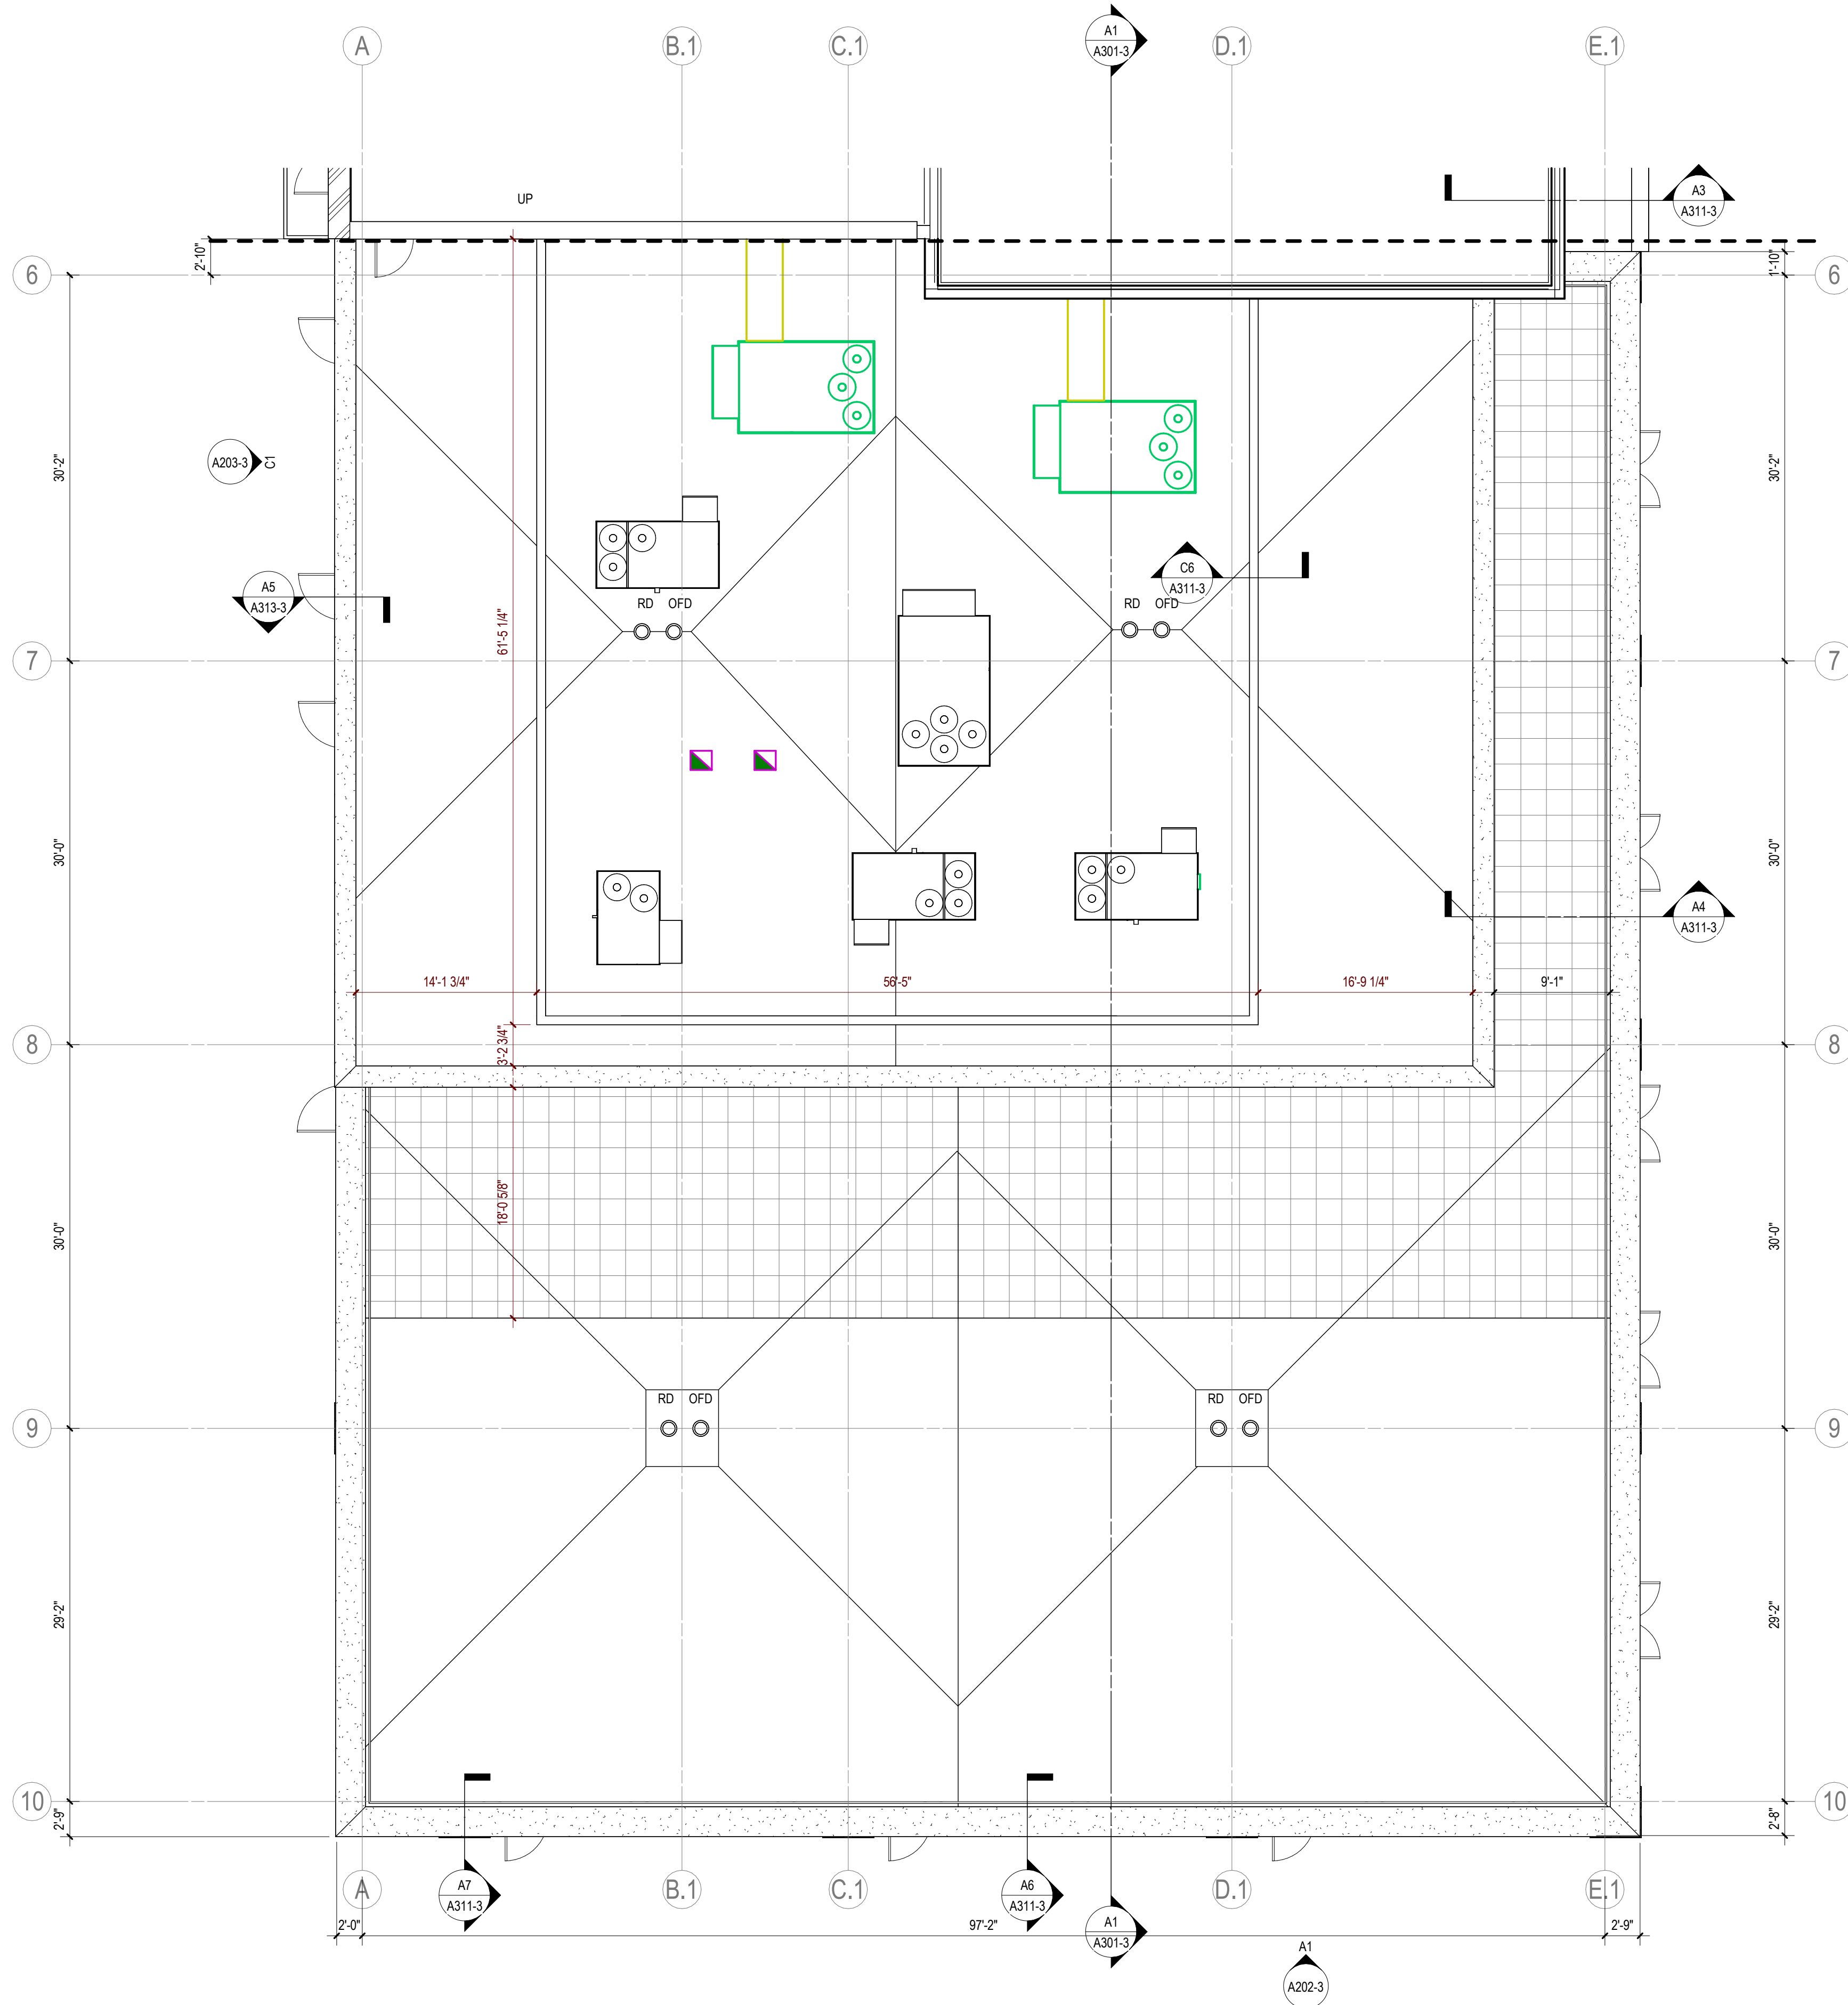 A
B.1
C.1
A1
A301-3
D.1
E.1
UP
A3
A311-3
2'-10"
1'-10"
6
6
30'-2"
A203-3
C1
30'-2"
A5
A313-3
61'-5 1/4"
RD OFD
C6
A311-3
RD OFD
7
7
30'-0"
30'-0"
A4
A311-3
14'-1 3/4"
56'-5"
16'-9 1/4"
9'-1"
8
3'-2 3/4"
8
30'-0"
18'-0 5/8"
30'-0"
RD OFD
RD OFD
9
9
29'-2"
29'-2"
10
10
2'-9"
2'-8"
A
A7
A311-3
B.1
C.1
A6
A311-3
D.1
E.1
2'-0"
97'-2"
A1
A301-3
2'-9"
A1
A202-3